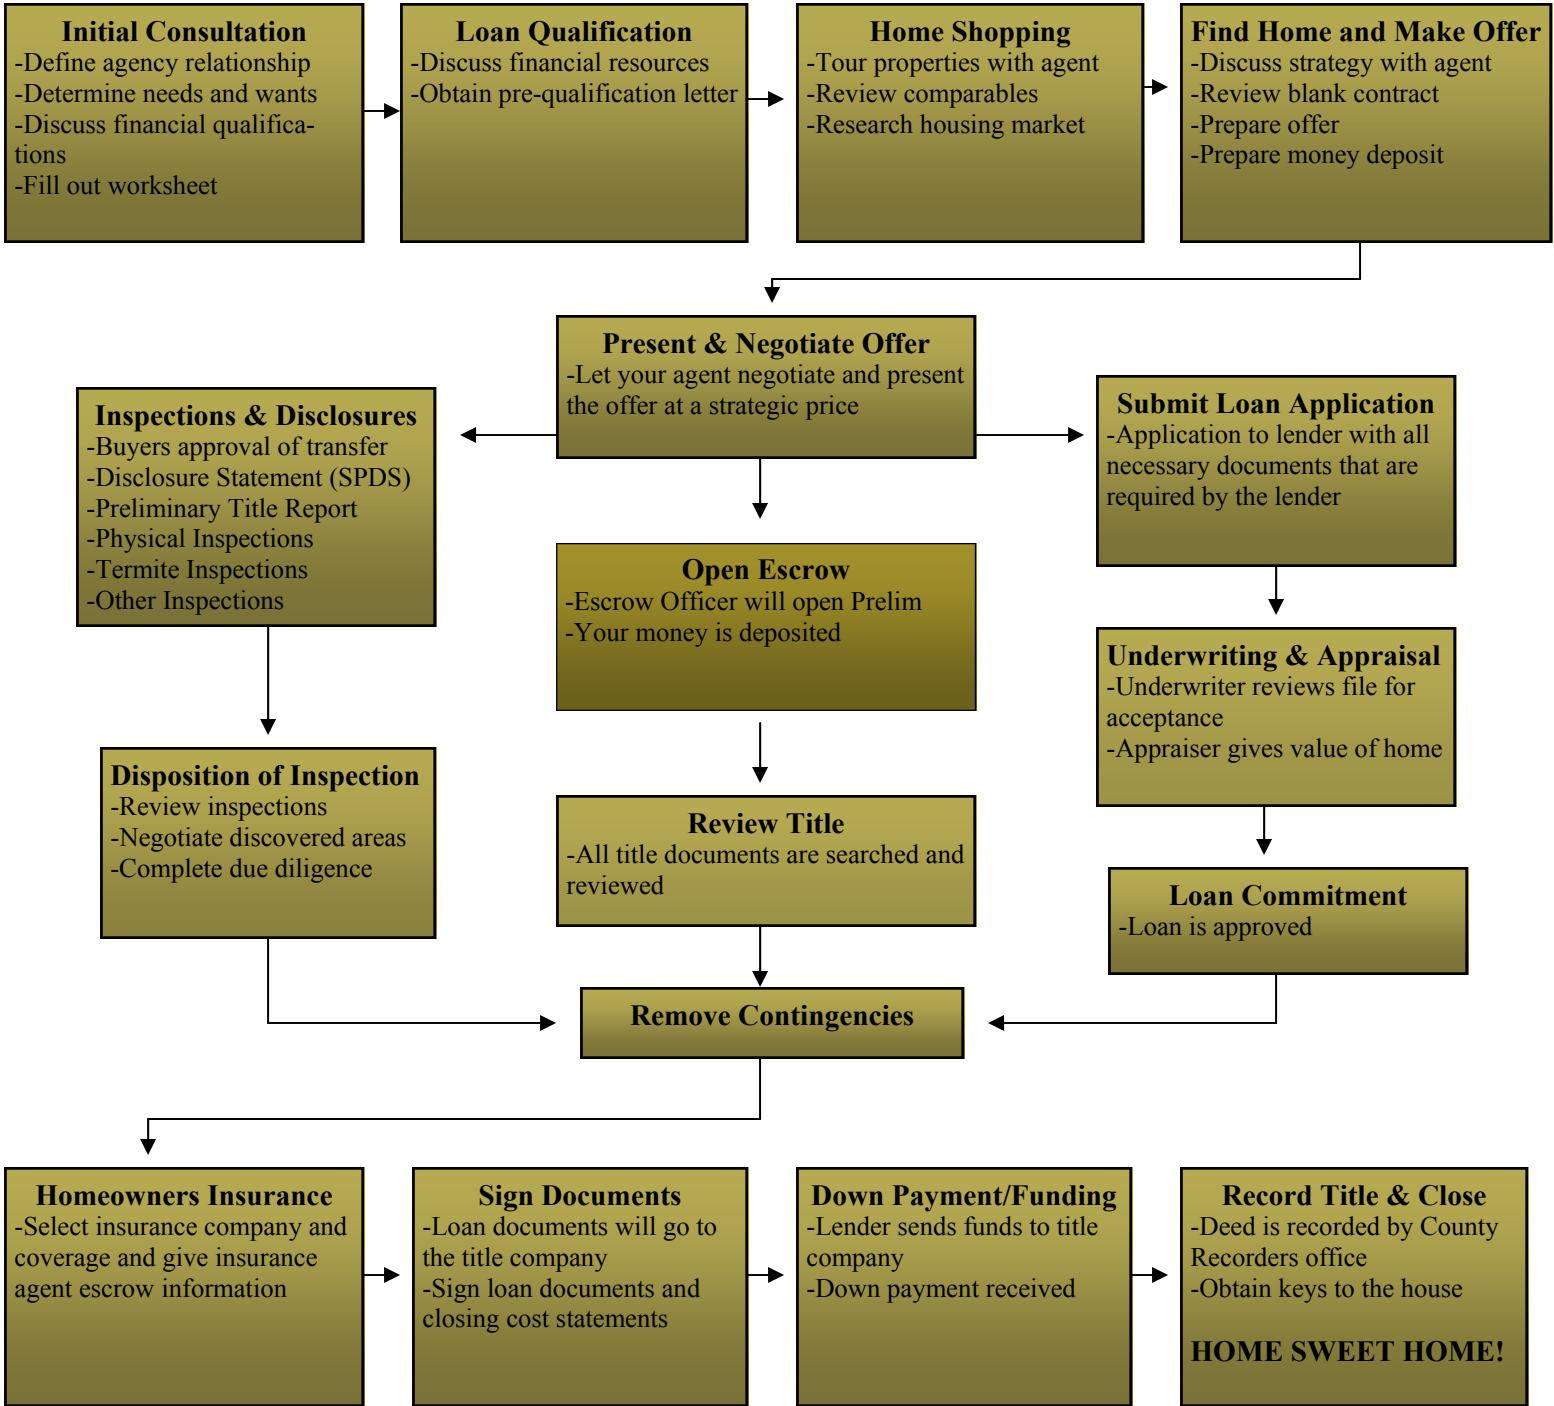 Initial Consultation
-Define agency relationship
-Determine needs and wants
-Discuss financial qualifica-
tions
-Fill out worksheet
Loan Qualification
-Discuss financial resources
-Obtain pre-qualification letter
Home Shopping
-Tour properties with agent
-Review comparables
-Research housing market
Find Home and Make Offer
-Discuss strategy with agent
-Review blank contract
-Prepare offer
-Prepare money deposit
Present & Negotiate Offer
-Let your agent negotiate and present
the offer at a strategic price
Inspections & Disclosures
-Buyers approval of transfer
-Disclosure Statement (SPDS)
-Preliminary Title Report
-Physical Inspections
-Termite Inspections
-Other Inspections
Open Escrow
-Escrow Officer will open Prelim
-Your money is deposited
Submit Loan Application
-Application to lender with all
necessary documents that are
required by the lender
Underwriting & Appraisal
-Underwriter reviews file for
acceptance
-Appraiser gives value of home
Disposition of Inspection
-Review inspections
-Negotiate discovered areas
-Complete due diligence
Review Title
-All title documents are searched and
reviewed
Loan Commitment
-Loan is approved
Remove Contingencies
Homeowners Insurance
-Select insurance company and
coverage and give insurance
agent escrow information
Sign Documents
-Loan documents will go to
the title company
-Sign loan documents and
closing cost statements
Down Payment/Funding
-Lender sends funds to title
company
-Down payment received
Record Title & Close
-Deed is recorded by County
Recorders office
-Obtain keys to the house
HOME SWEET HOME!